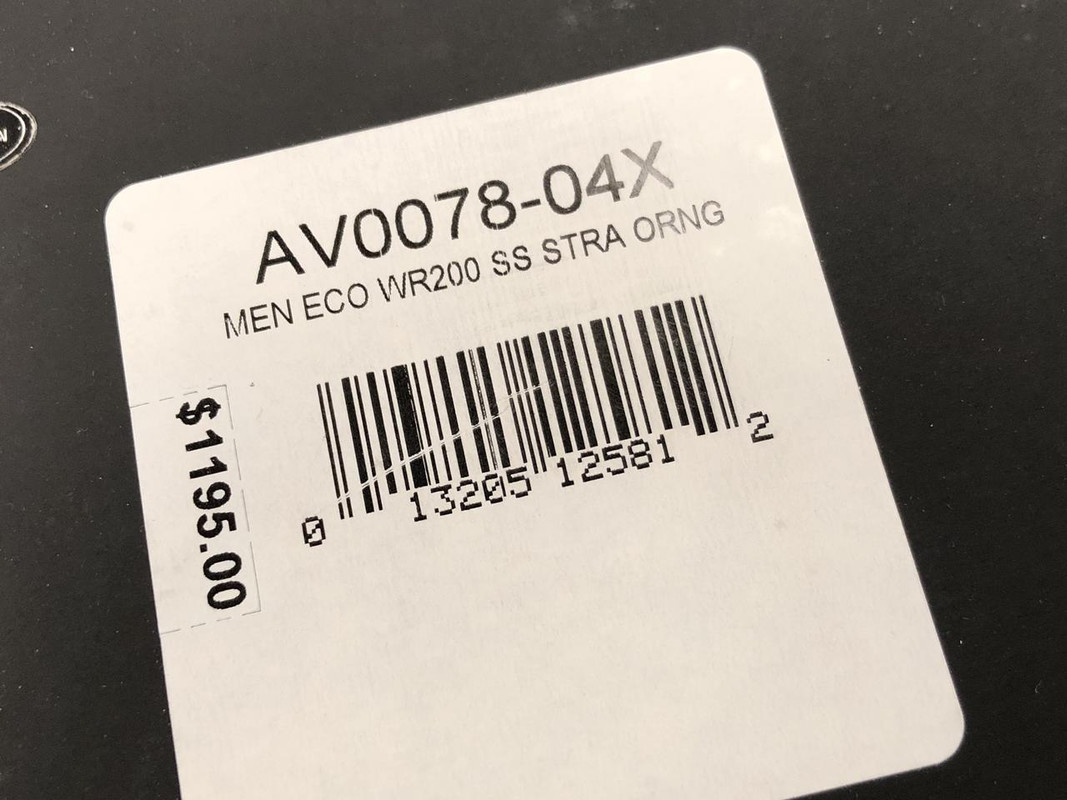 AV0078-04X
MEN ECO WR200 SS STRA ORNG
0 13205 12581 2
$1195.00